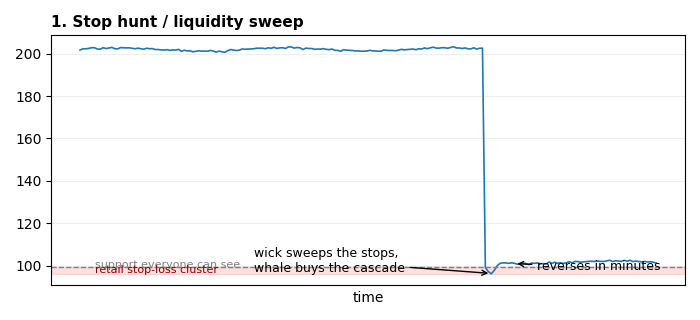 1. Stop hunt / liquidity sweep
200
180
160
140
120
100
support everyone can see
retail stop-loss cluster
wick sweeps the stops,
whale buys the cascade
reverses in minutes
time